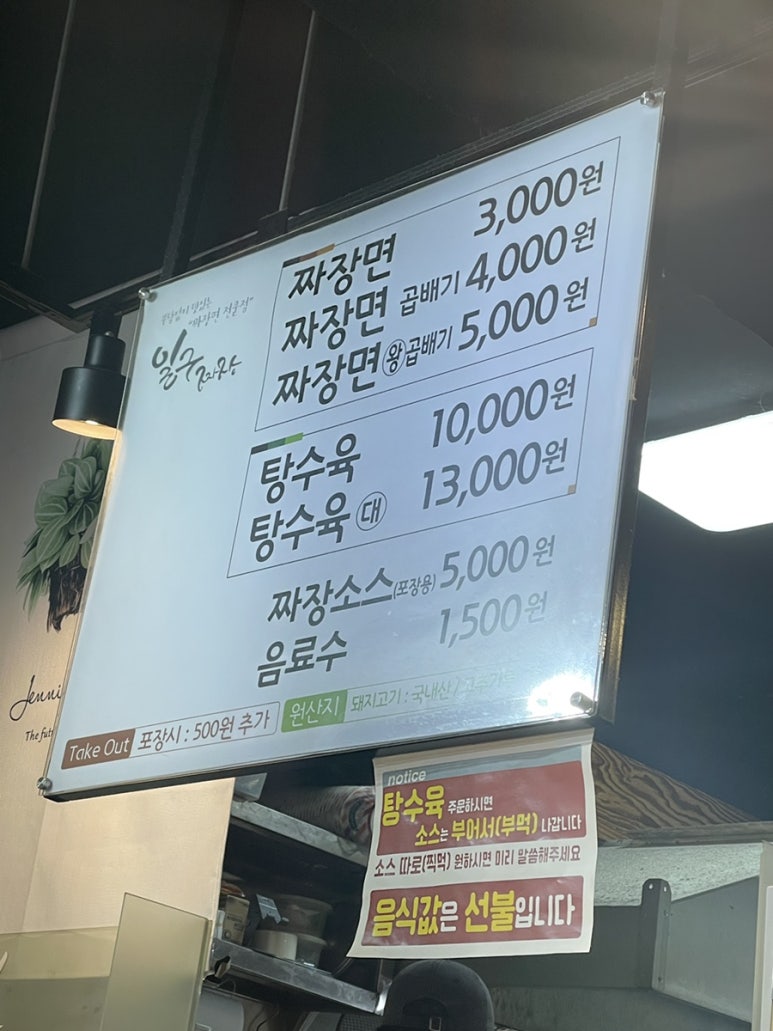 짜장면 3,000원
짜장면 곱배기 4,000원
짜장면 왕 곱배기 5,000원
탕수육 10,000원
탕수육 대 13,000원
짜장소스(포장용) 5,000원
음료수 1,500원
Take Out 포장시 : 500원 추가
원산지 돼지고기 : 국내산 /
"짜장면 전문점"
The
notice
탕수육 주문하시면
소스는 부어서(부먹) 나갑니다
소스 따로(찍먹) 원하시면 미리 말씀해주세요
음식값은 선불입니다